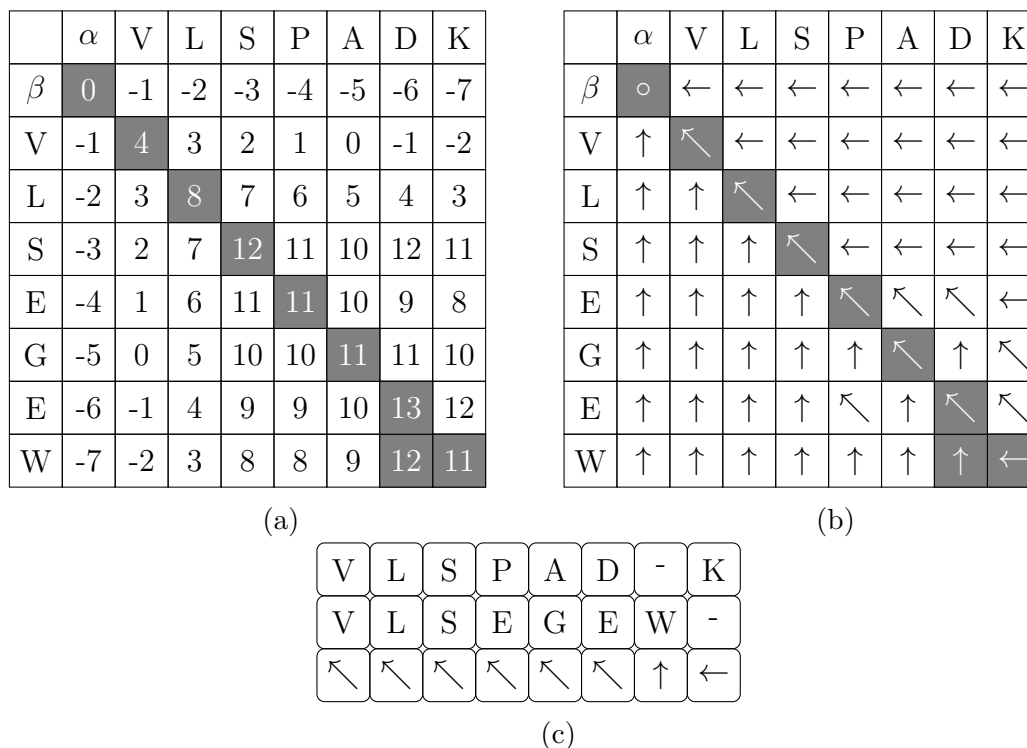 α V L S P A D K
β 0 -1 -2 -3 -4 -5 -6 -7
V -1 4 3 2 1 0 -1 -2
L -2 3 8 7 6 5 4 3
S -3 2 7 12 11 10 12 11
E -4 1 6 11 11 10 9 8
G -5 0 5 10 10 11 11 10
E -6 -1 4 9 9 10 13 12
W -7 -2 3 8 8 9 12 11
(a)
α V L S P A D K
β ○ ← ← ← ← ← ← ←
V ↑ ↖ ← ← ← ← ← ←
L ↑ ↑ ↖ ← ← ← ← ←
S ↑ ↑ ↑ ↖ ← ← ← ←
E ↑ ↑ ↑ ↑ ↖ ↖ ↖ ←
G ↑ ↑ ↑ ↑ ↑ ↖ ↑ ↖
E ↑ ↑ ↑ ↑ ↖ ↑ ↖ ↖
W ↑ ↑ ↑ ↑ ↑ ↑ ↑ ←
(b)
V L S P A D - K
V L S E G E W -
↖ ↖ ↖ ↖ ↖ ↖ ↑ ←
(c)